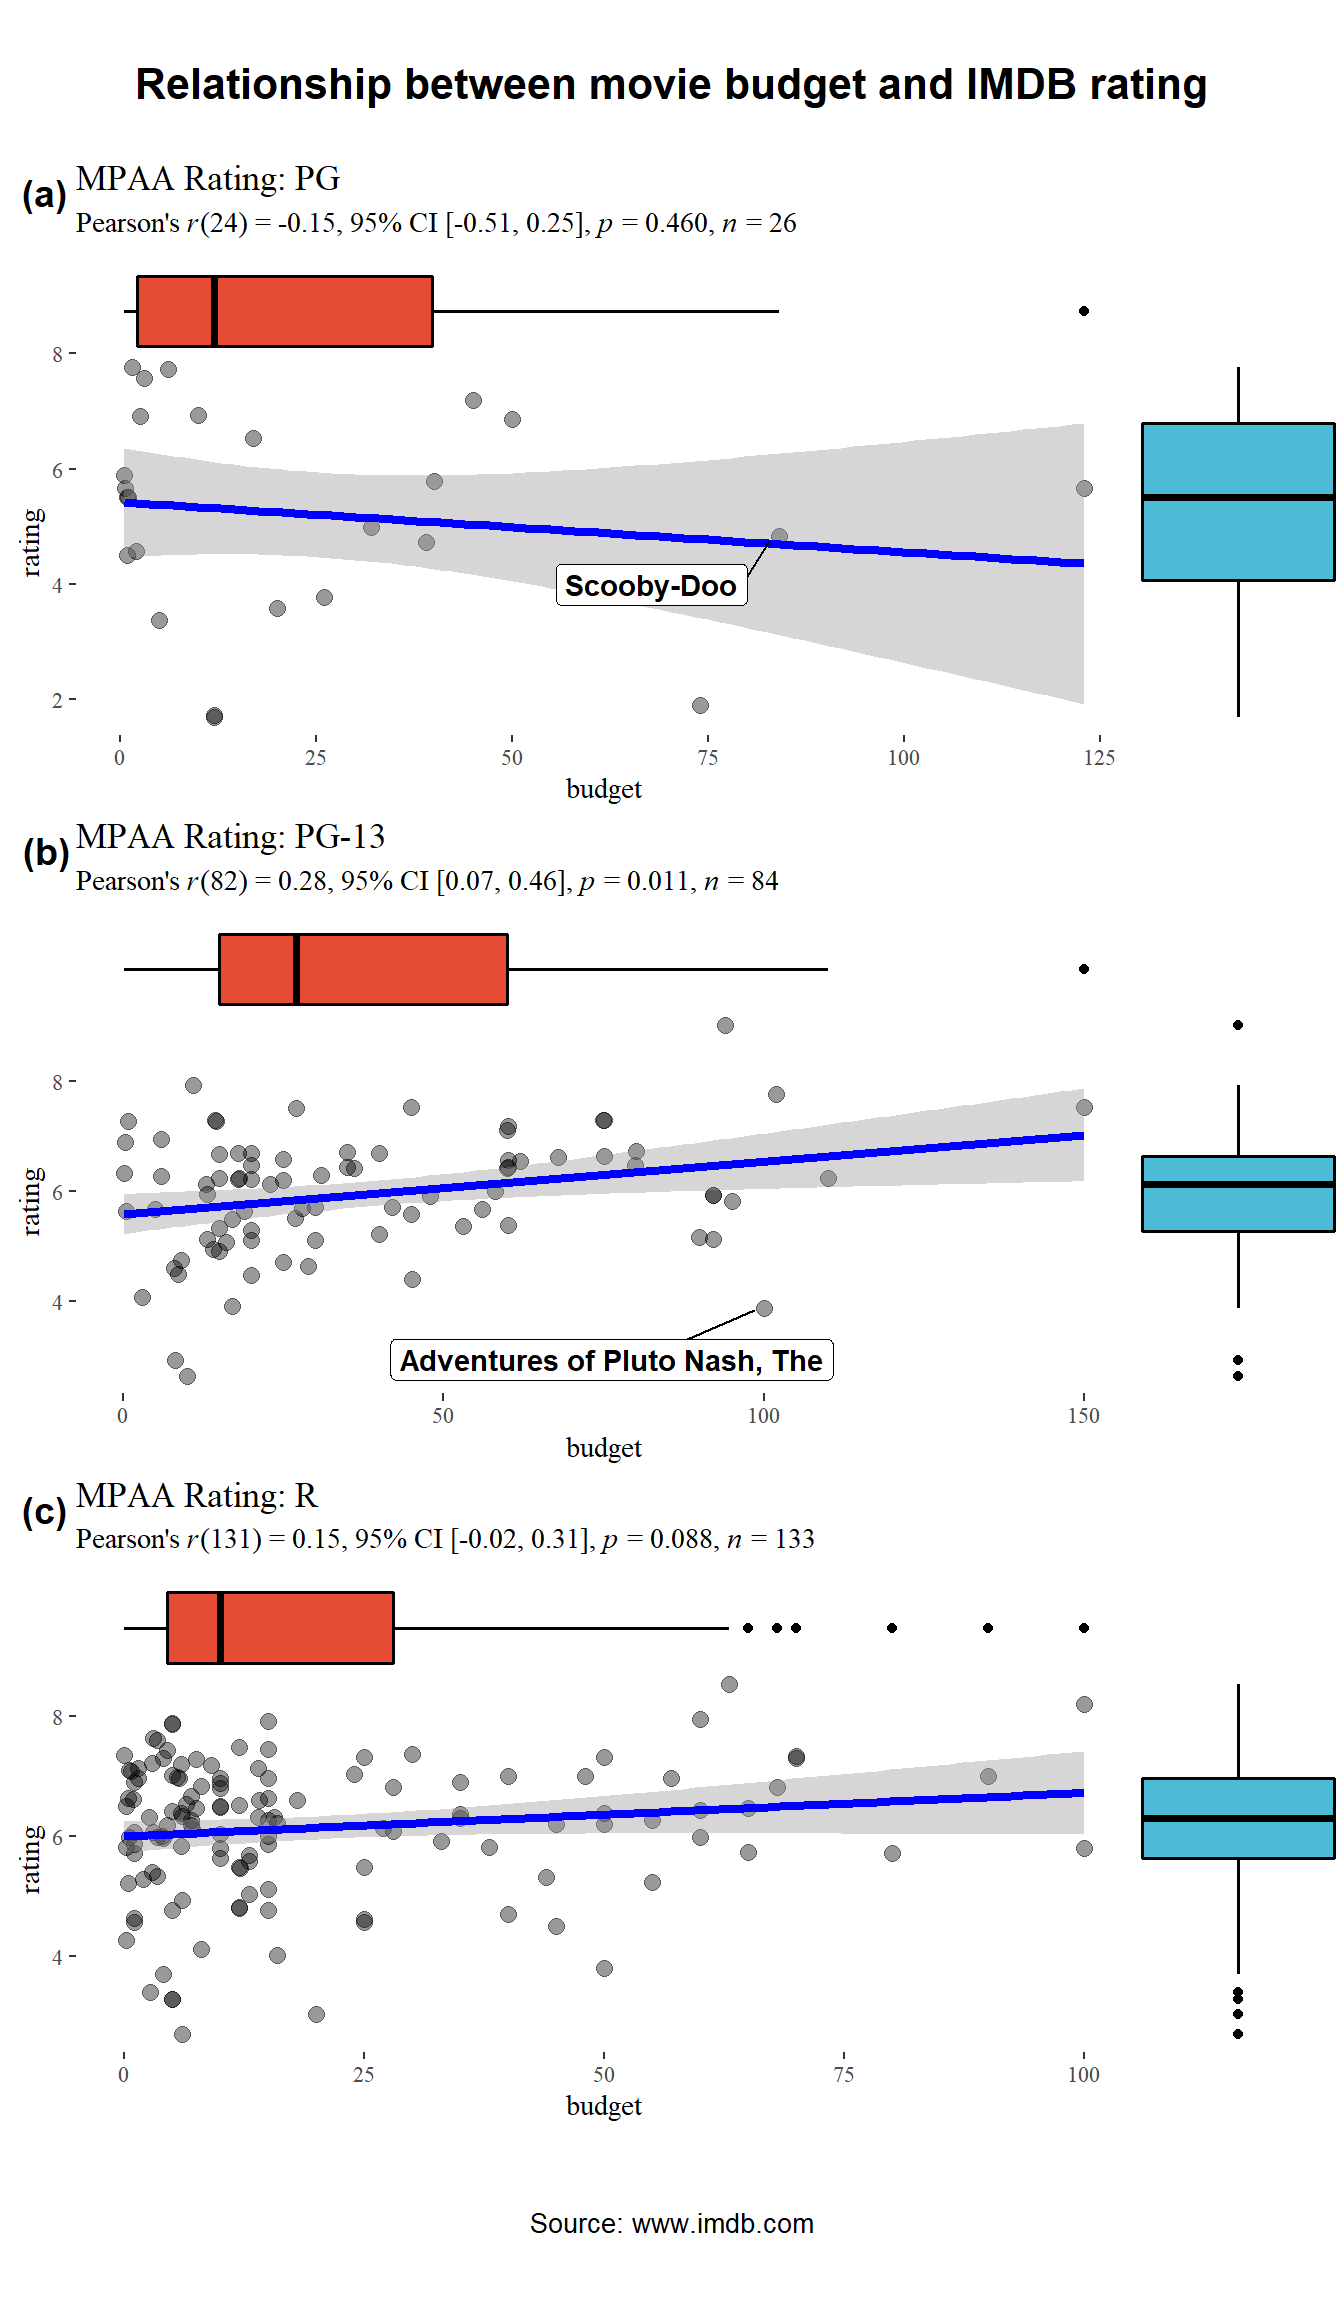 Relationship between movie budget and IMDB rating
(a) MPAA Rating: PG
Pearson's r(24) = -0.15, 95% CI [-0.51, 0.25], p = 0.460, n = 26
8
6
4
2
rating
Scooby-Doo
0 25 50 75 100 125
budget
(b) MPAA Rating: PG-13
Pearson's r(82) = 0.28, 95% CI [0.07, 0.46], p = 0.011, n = 84
8
6
4
rating
Adventures of Pluto Nash, The
0 50 100 150
budget
(c) MPAA Rating: R
Pearson's r(131) = 0.15, 95% CI [-0.02, 0.31], p = 0.088, n = 133
8
6
4
rating
0 25 50 75 100
budget
Source: www.imdb.com